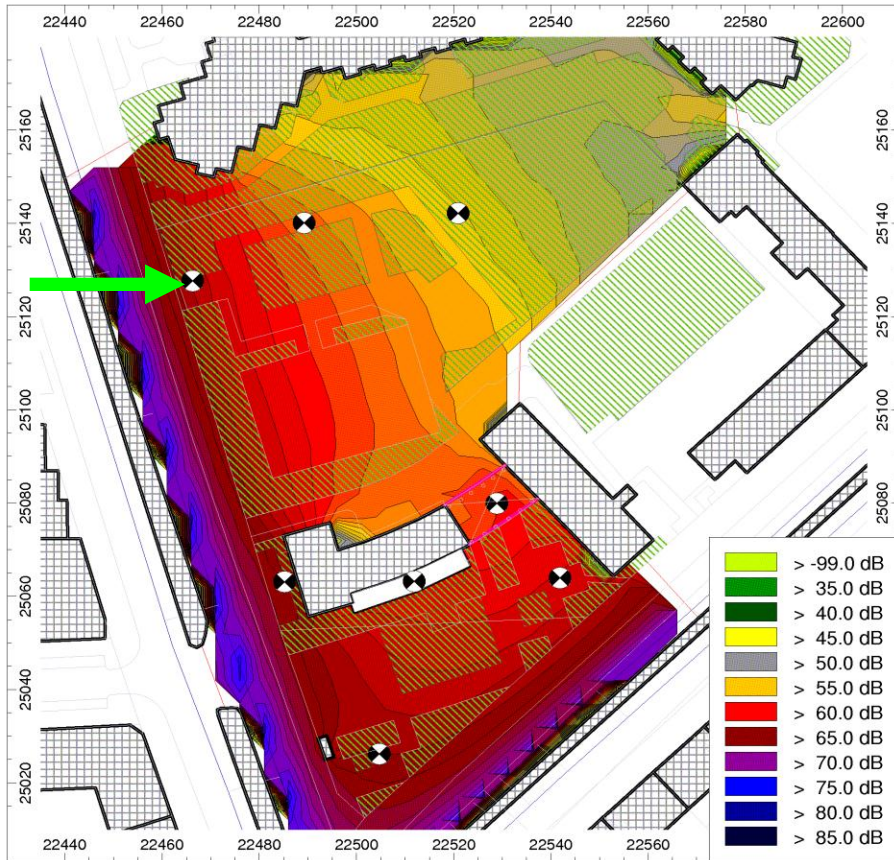 22440 22460 22480 22500 22520 22540 22560 22580 22600
25160 25160
25140 25140
25120 25120
25100 25100
25080 25080
25060
25040
25020
> -99.0 dB
> 35.0 dB
> 40.0 dB
> 45.0 dB
> 50.0 dB
> 55.0 dB
> 60.0 dB
> 65.0 dB
> 70.0 dB
> 75.0 dB
> 80.0 dB
> 85.0 dB
22440 22460 22480 22500 22520 22540 22560